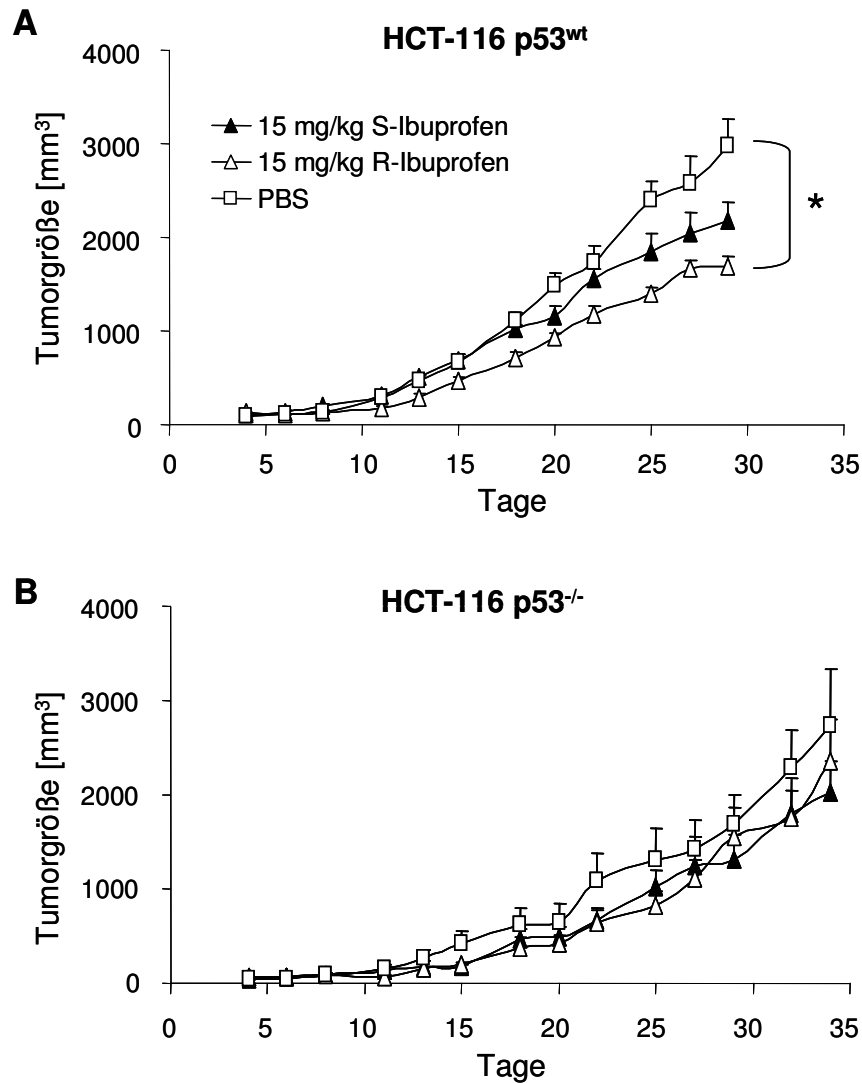 A
HCT-116 p53wt
4000
3000
2000
1000
0
Tumorgröße [mm³]
15 mg/kg S-Ibuprofen
15 mg/kg R-Ibuprofen
PBS
*
0 5 10 15 20 25 30 35
Tage
B
HCT-116 p53-/-
4000
3000
2000
1000
0
Tumorgröße [mm³]
0 5 10 15 20 25 30 35
Tage